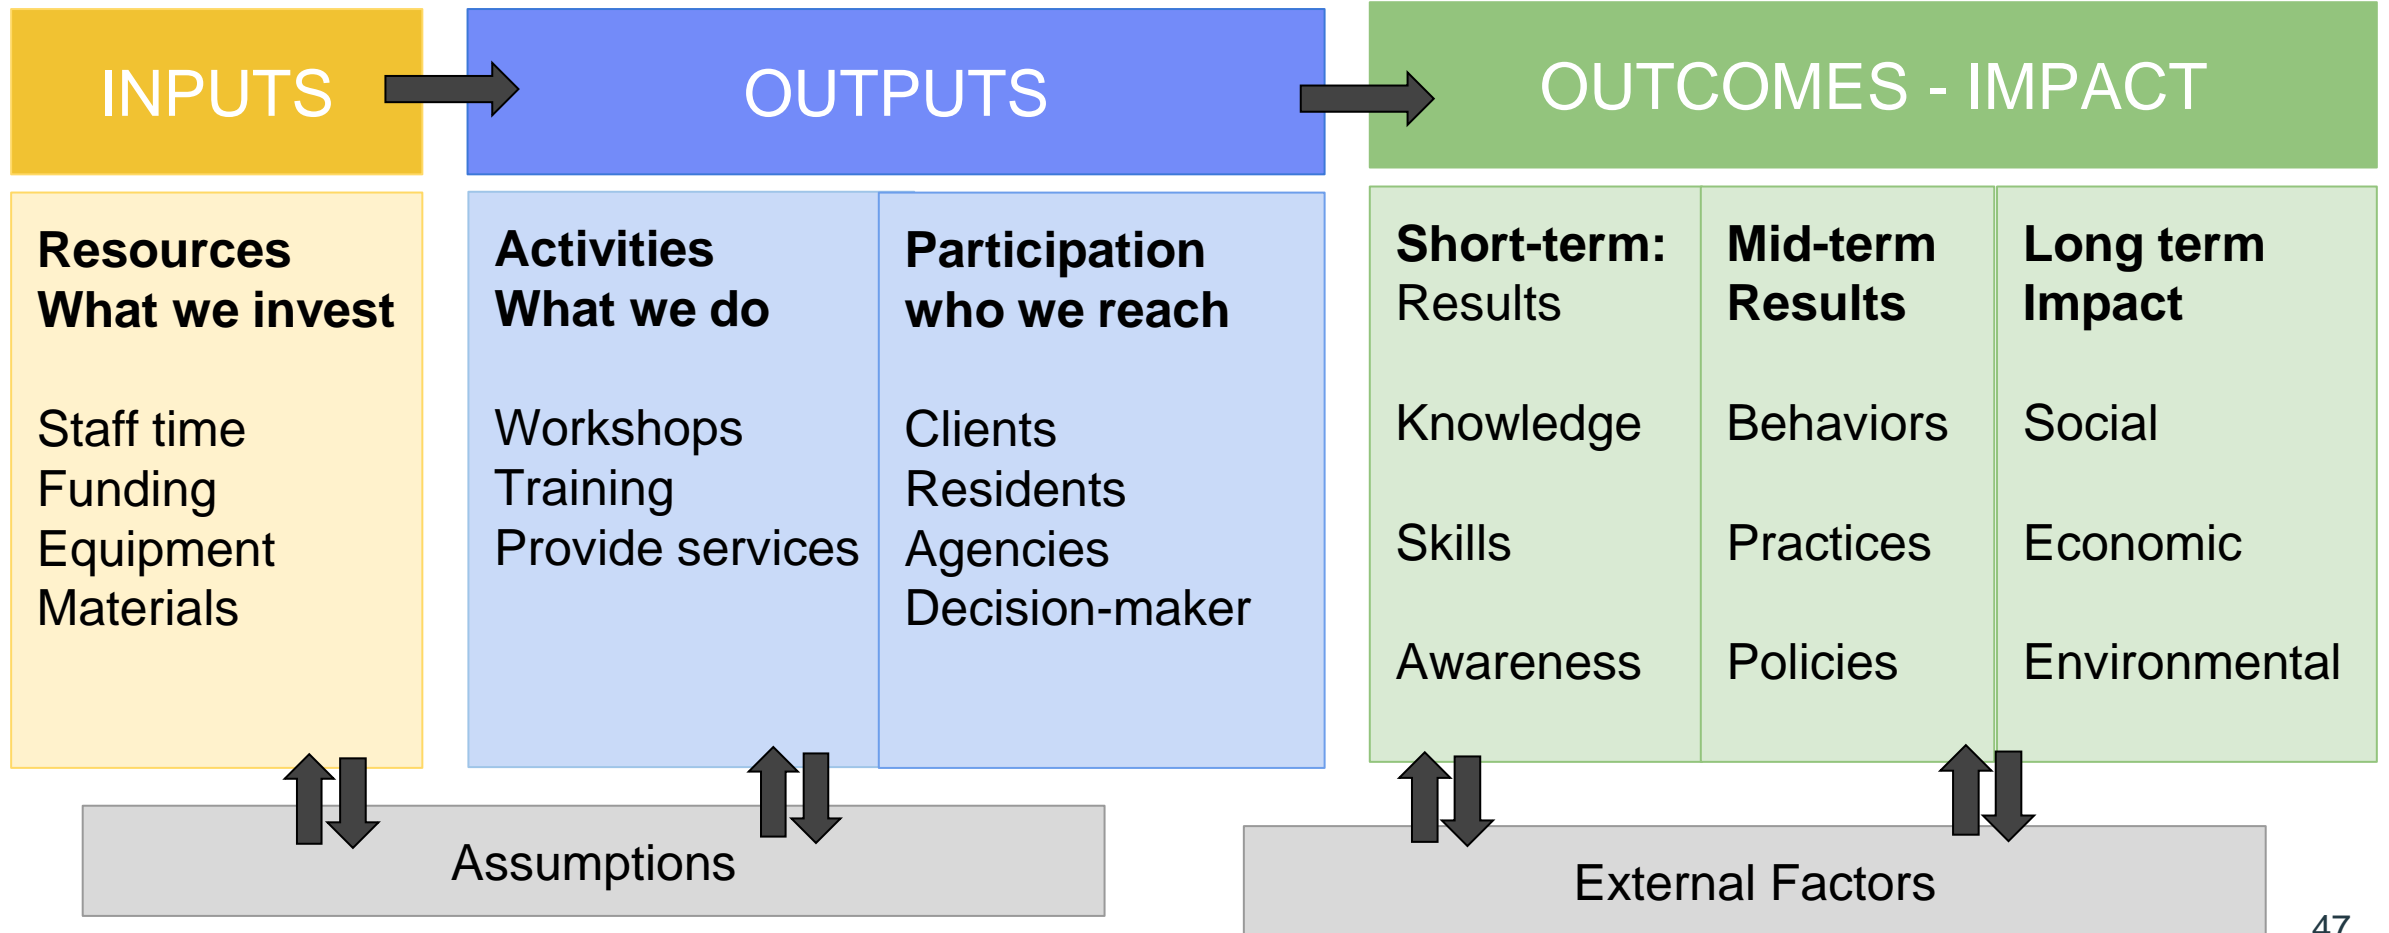 INPUTS
OUTPUTS
OUTCOMES - IMPACT
Resources
What we invest
Staff time
Funding
Equipment
Materials
Activities
What we do
Workshops
Training
Provide services
Participation
who we reach
Clients
Residents
Agencies
Decision-maker
Short-term:
Results
Knowledge
Skills
Awareness
Mid-term
Results
Behaviors
Practices
Policies
Long term
Impact
Social
Economic
Environmental
Assumptions
External Factors
47